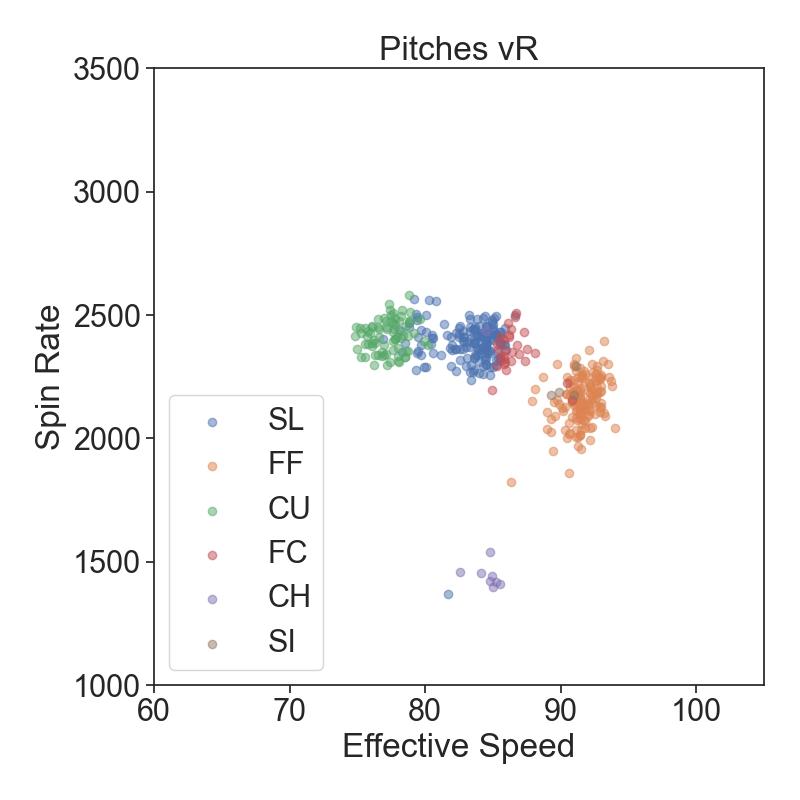 Pitches vR
3500
3000
2500
2000
1500
1000
Spin Rate
SL
FF
CU
FC
CH
SI
60 70 80 90 100
Effective Speed